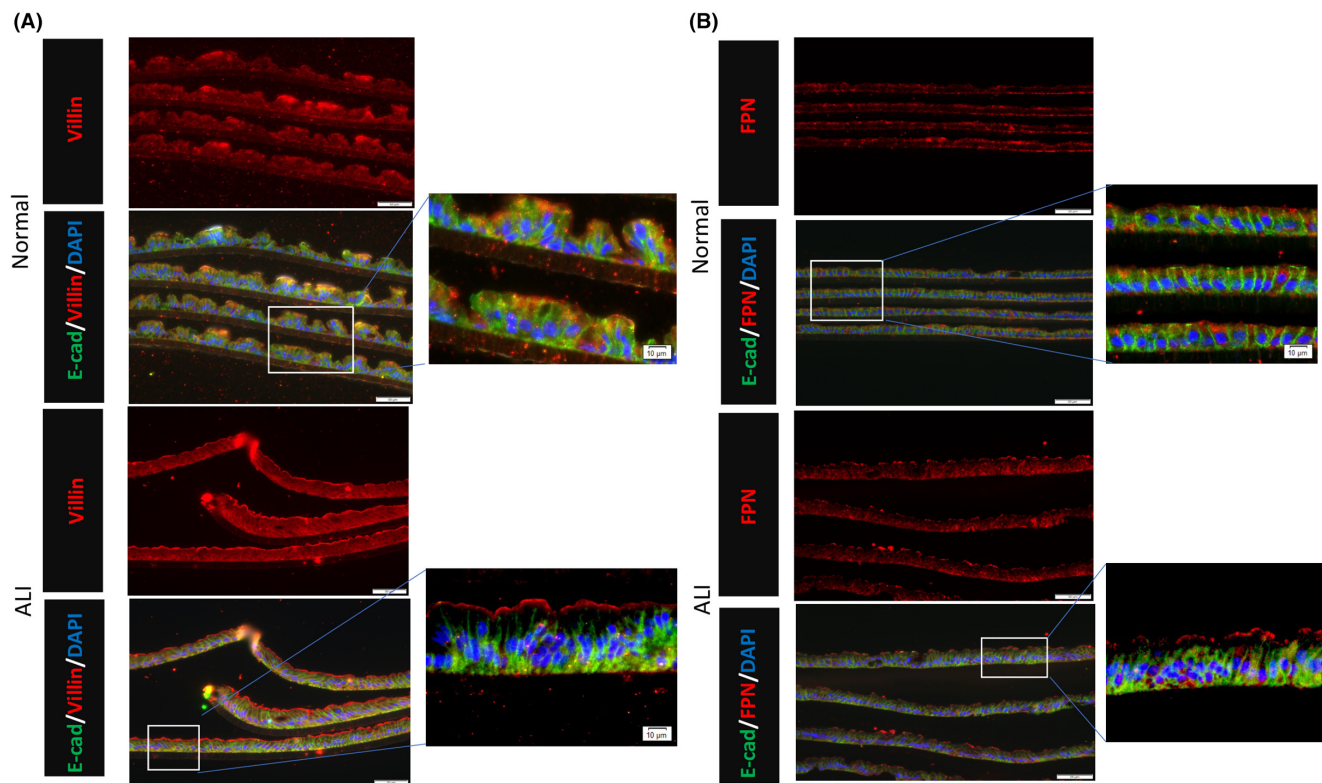 (A)
Normal
Villin
E-cad/Villin/DAPI
10 µm
ALI
Villin
E-cad/Villin/DAPI
10 µm
(B)
Normal
FPN
E-cad/FPN/DAPI
10 µm
ALI
FPN
E-cad/FPN/DAPI